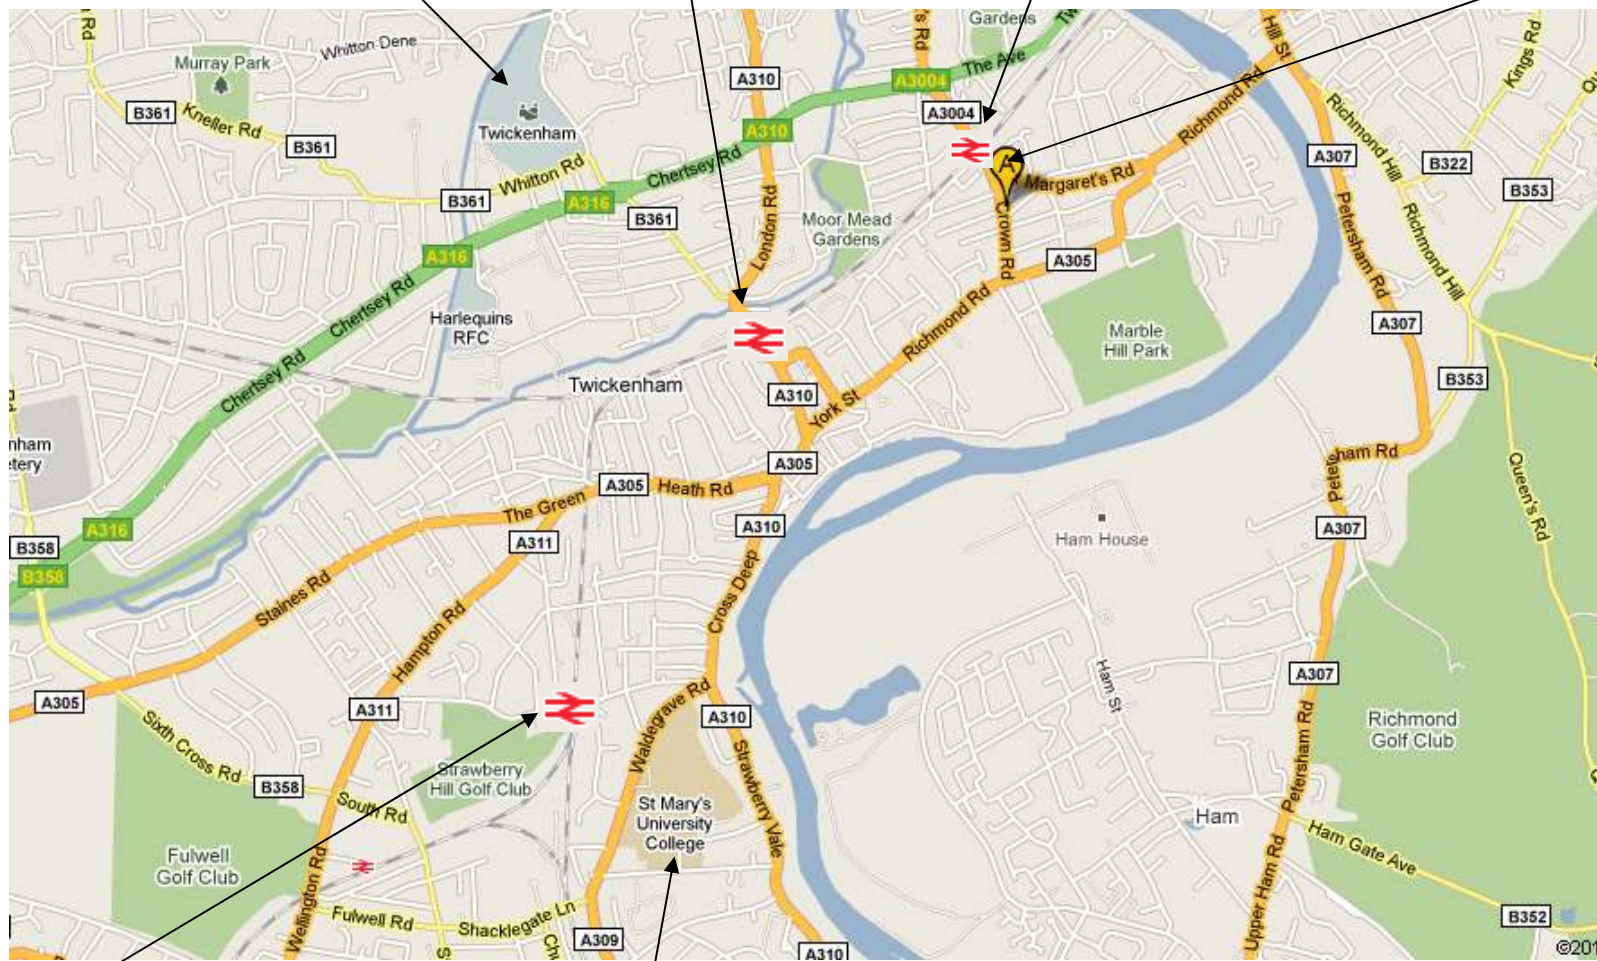 Gardens
Whitton Dene
Murray Park
A310
A3004
The Ave
Hill St
Kings Rd
B361
Kneller Rd
Twickenham
A310
A3004
Richmond Rd
B361
Whitton Rd
Chertsey Rd
A
Margaret's Rd
A307
Richmond Hill
B322
B353
B361
A316
B361
London Rd
Moor Mead
Gardens
Crown Rd
A305
Petersham Rd
Richmond Hill
A316
Chertsey Rd
Harlequins
RFC
Richmond Rd
Marble
Hill Park
A307
Chertsey Rd
Twickenham
A310
York St
B353
A305
A305
Heath Rd
The Green
ham Rd
Peters
Queen's Rd
A316
A311
A310
Ham House
A307
B358
B358
Staines Rd
Hampton Rd
Cross Deep
A305
A311
Waldegrave Rd
A310
Ham St
A307
Richmond
Golf Club
Sixth Cross Rd
B358
South Rd
Strawberry
Hill Golf Club
Strawberry Vale
St Mary's
University
College
Petersham Rd
Ham
Ham Gate Ave
Fulwell
Golf Club
Wellington Rd
Fulwell Rd
Shacklegate Ln
A309
A310
Upper Ham Rd
B352
©201